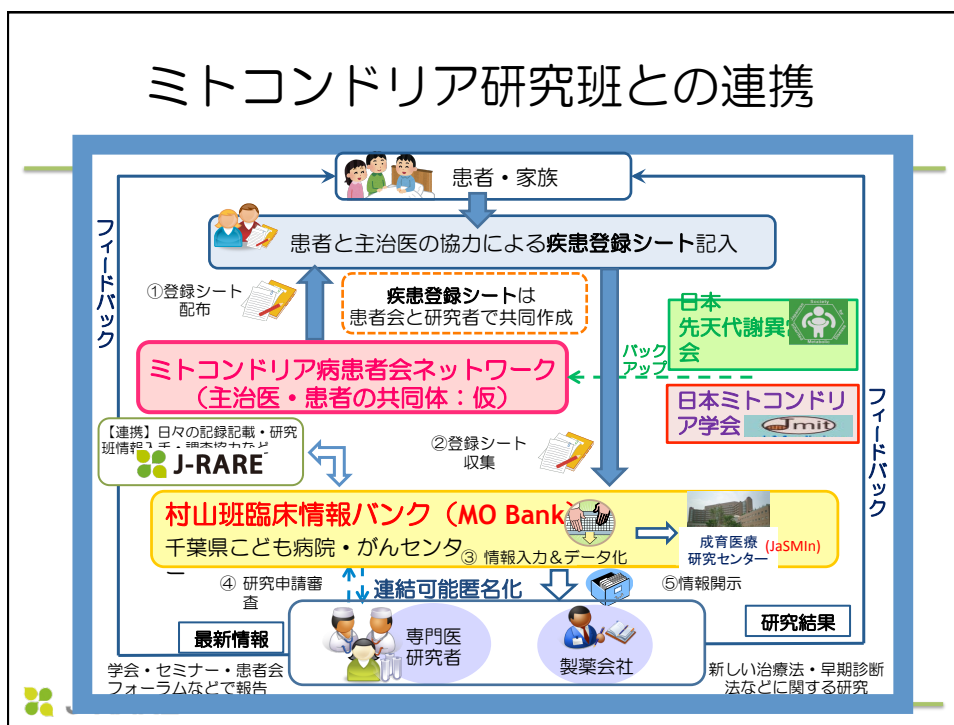 ミトコンドリア研究班との連携
患者・家族
患者と主治医の協力による疾患登録シート記入
フィードバック
①登録シート
配布
疾患登録シートは
患者会と研究者で共同作成
日本
先天代謝異常
会
Society
Metabolic
バック
アップ
ミトコンドリア病患者会ネットワーク
(主治医・患者の共同体:仮)
日本ミトコンドリ
ア学会
Jmit
フィードバック
【連携】日々の記録記載・研究
班情報入手・調査協力など
J-RARE
②登録シート
収集
村山班臨床情報バンク(MO Bank)
千葉県こども病院・がんセンタ
ー
③ 情報入力&データ化
成育医療
研究センター
(JaSMIn)
④ 研究申請審
査
連結可能匿名化
⑤情報開示
最新情報
専門医
研究者
製薬会社
研究結果
学会・セミナー・患者会
フォーラムなどで報告
新しい治療法・早期診断
法などに関する研究